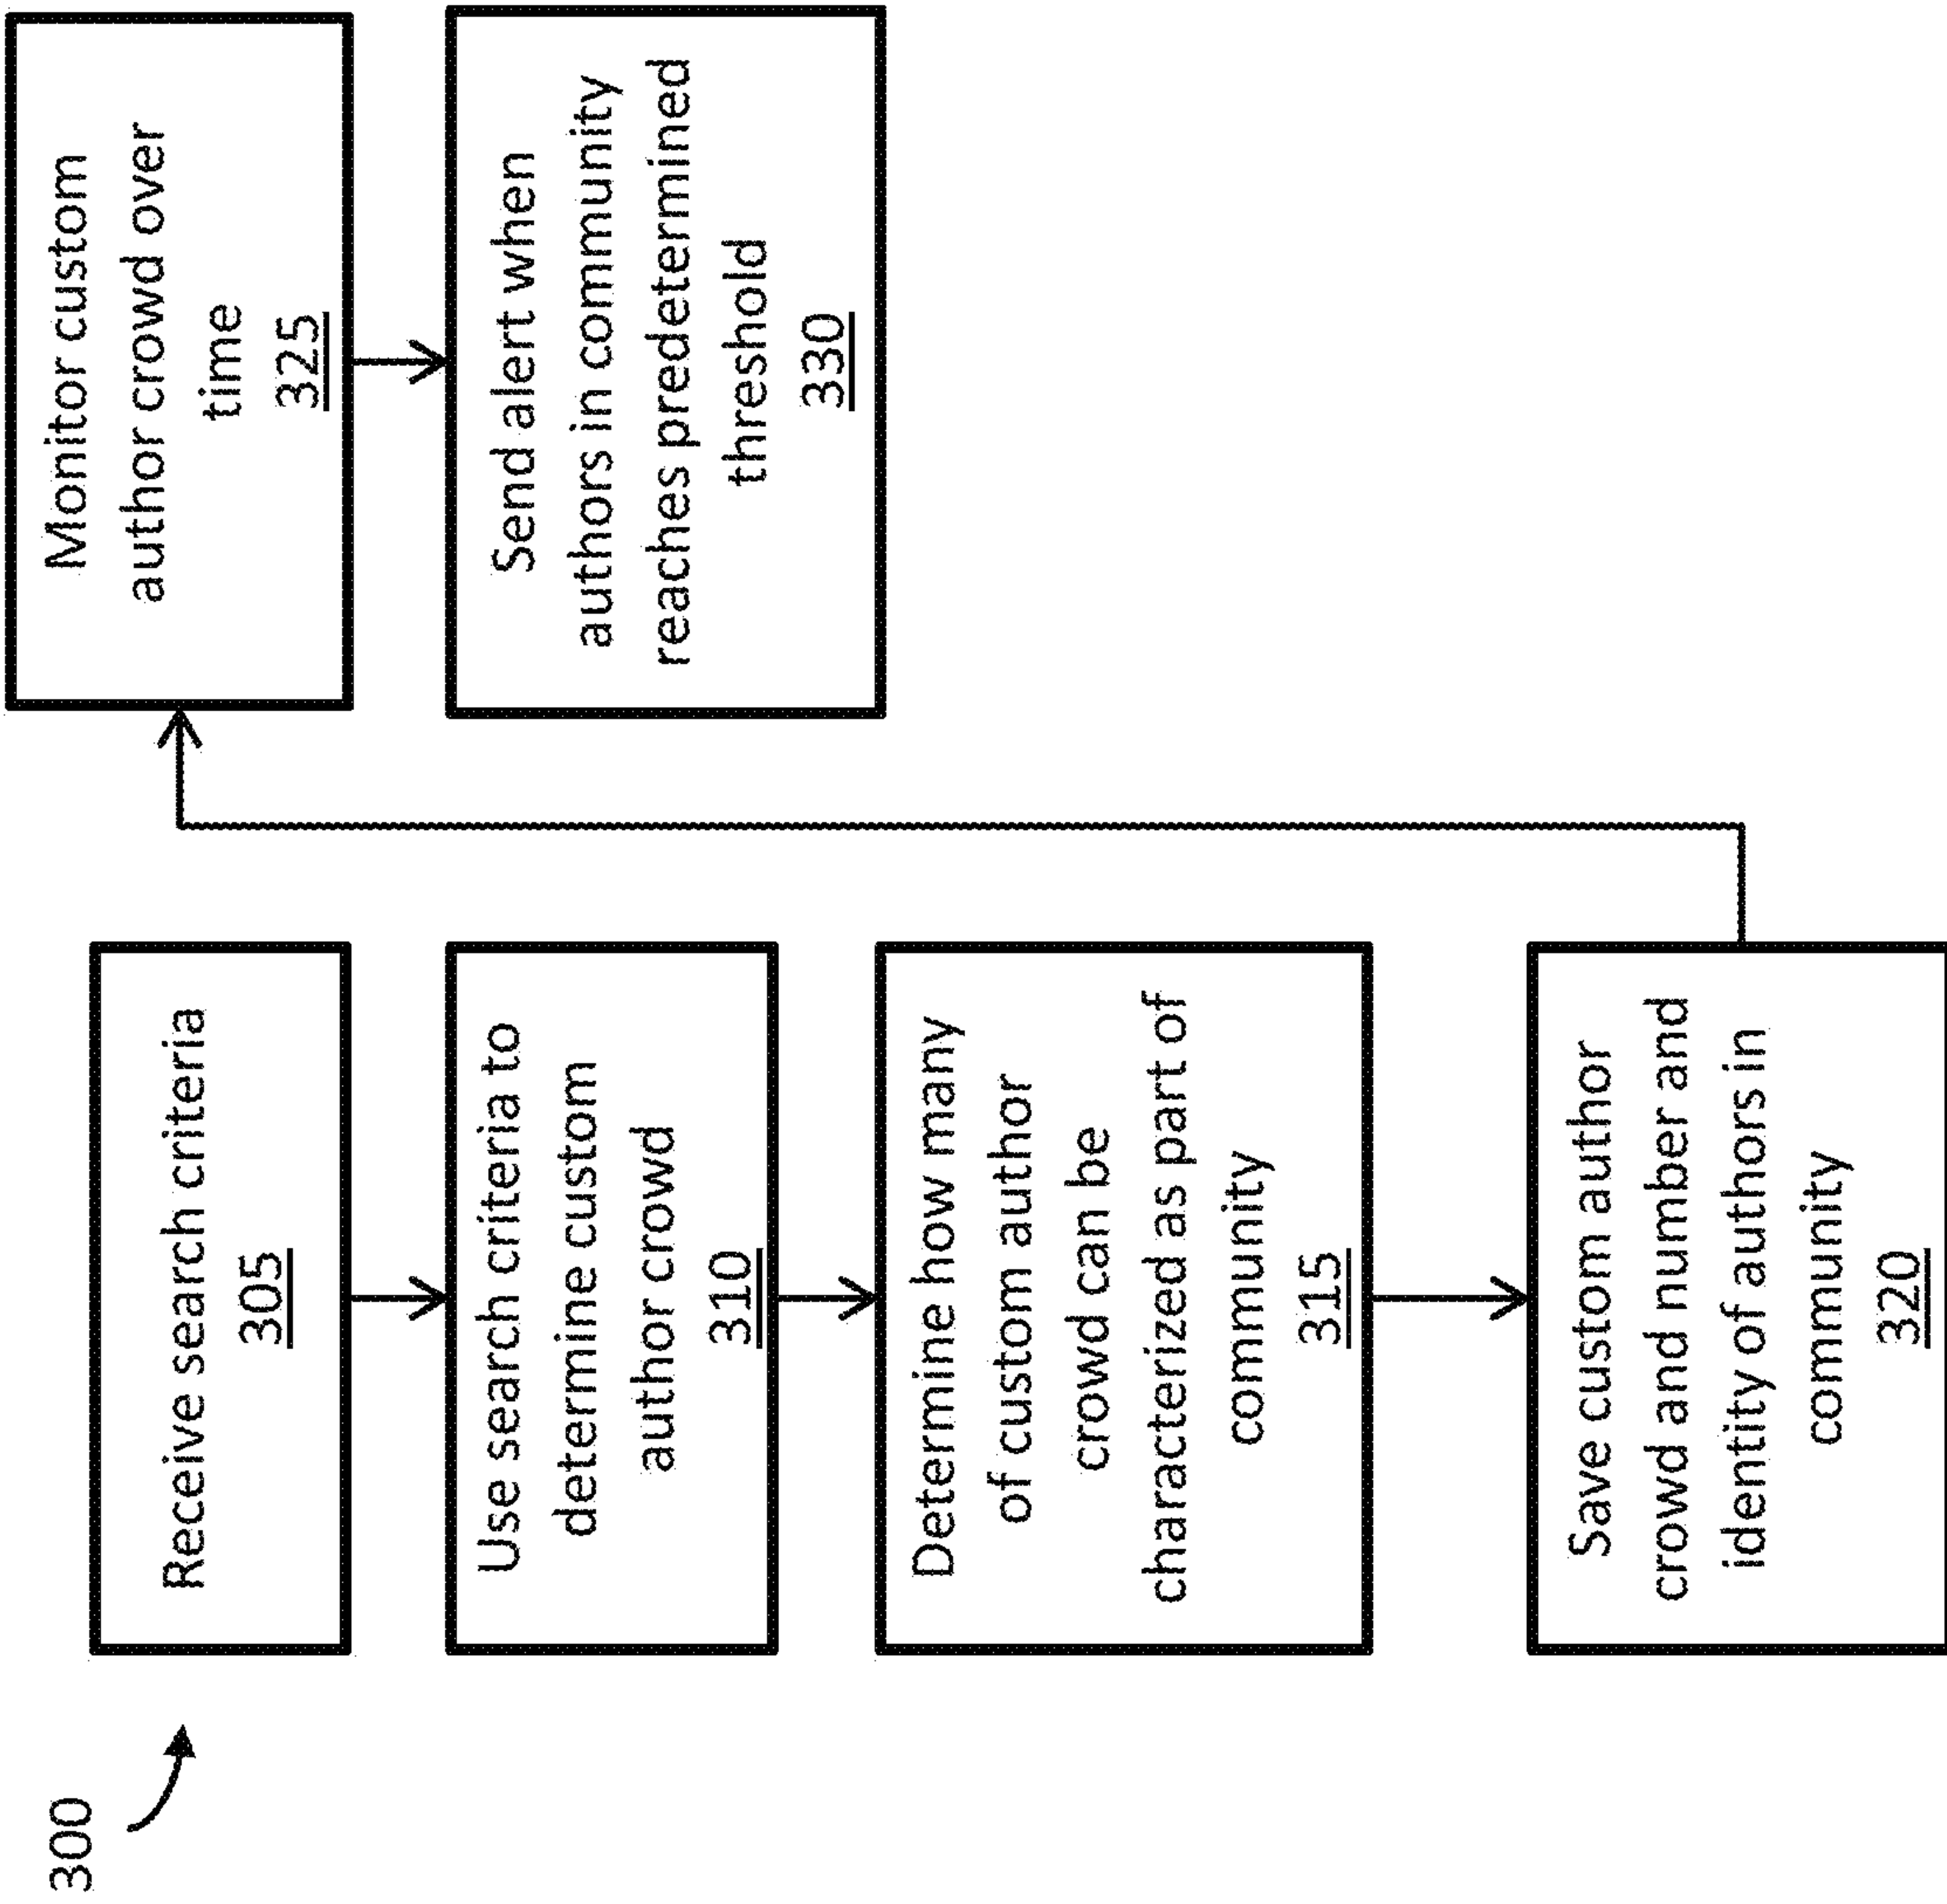 300
Receive search criteria
305
Use search criteria to
determine custom
author crowd
310
Determine how many
of custom author
crowd can be
characterized as part of
community
315
Save custom author
crowd and number and
identity of authors in
community
320
Monitor custom
author crowd over
time
325
Send alert when
authors in community
reaches predetermined
threshold
330